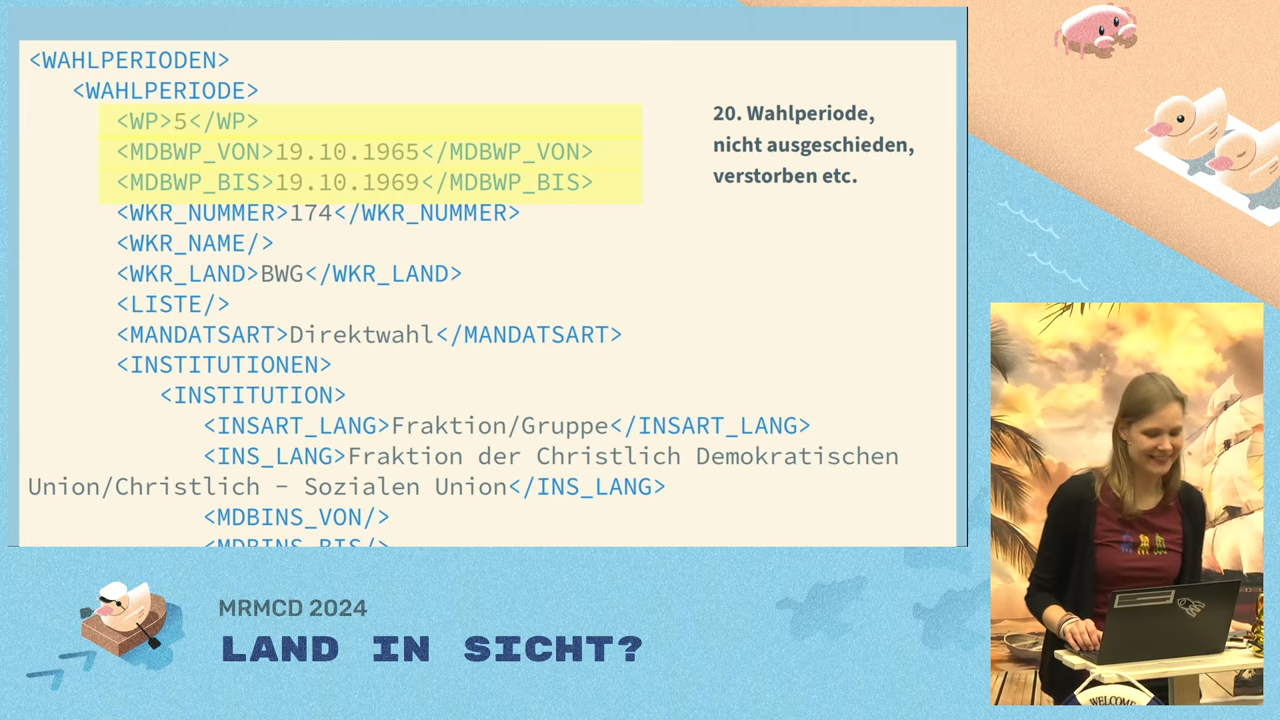 <WAHLPERIODEN>
<WAHLPERIODE>
<WP>5</WP>
<MDBWP_VON>19.10.1965</MDBWP_VON>
<MDBWP_BIS>19.10.1969</MDBWP_BIS>
<WKR_NUMMER>174</WKR_NUMMER>
<WKR_NAME/>
<WKR_LAND>BWG</WKR_LAND>
<LISTE/>
<MANDATSART>Direktwahl</MANDATSART>
<INSTITUTIONEN>
<INSTITUTION>
<INSART_LANG>Fraktion/Gruppe</INSART_LANG>
<INS_LANG>Fraktion der Christlich Demokratischen
Union/Christlich – Sozialen Union</INS_LANG>
<MDBINS_VON/>
<MDBINS_BIS/>
20. Wahlperiode,
nicht ausgeschieden,
verstorben etc.
MRMCD 2024
LAND IN SICHT?
WELCOME